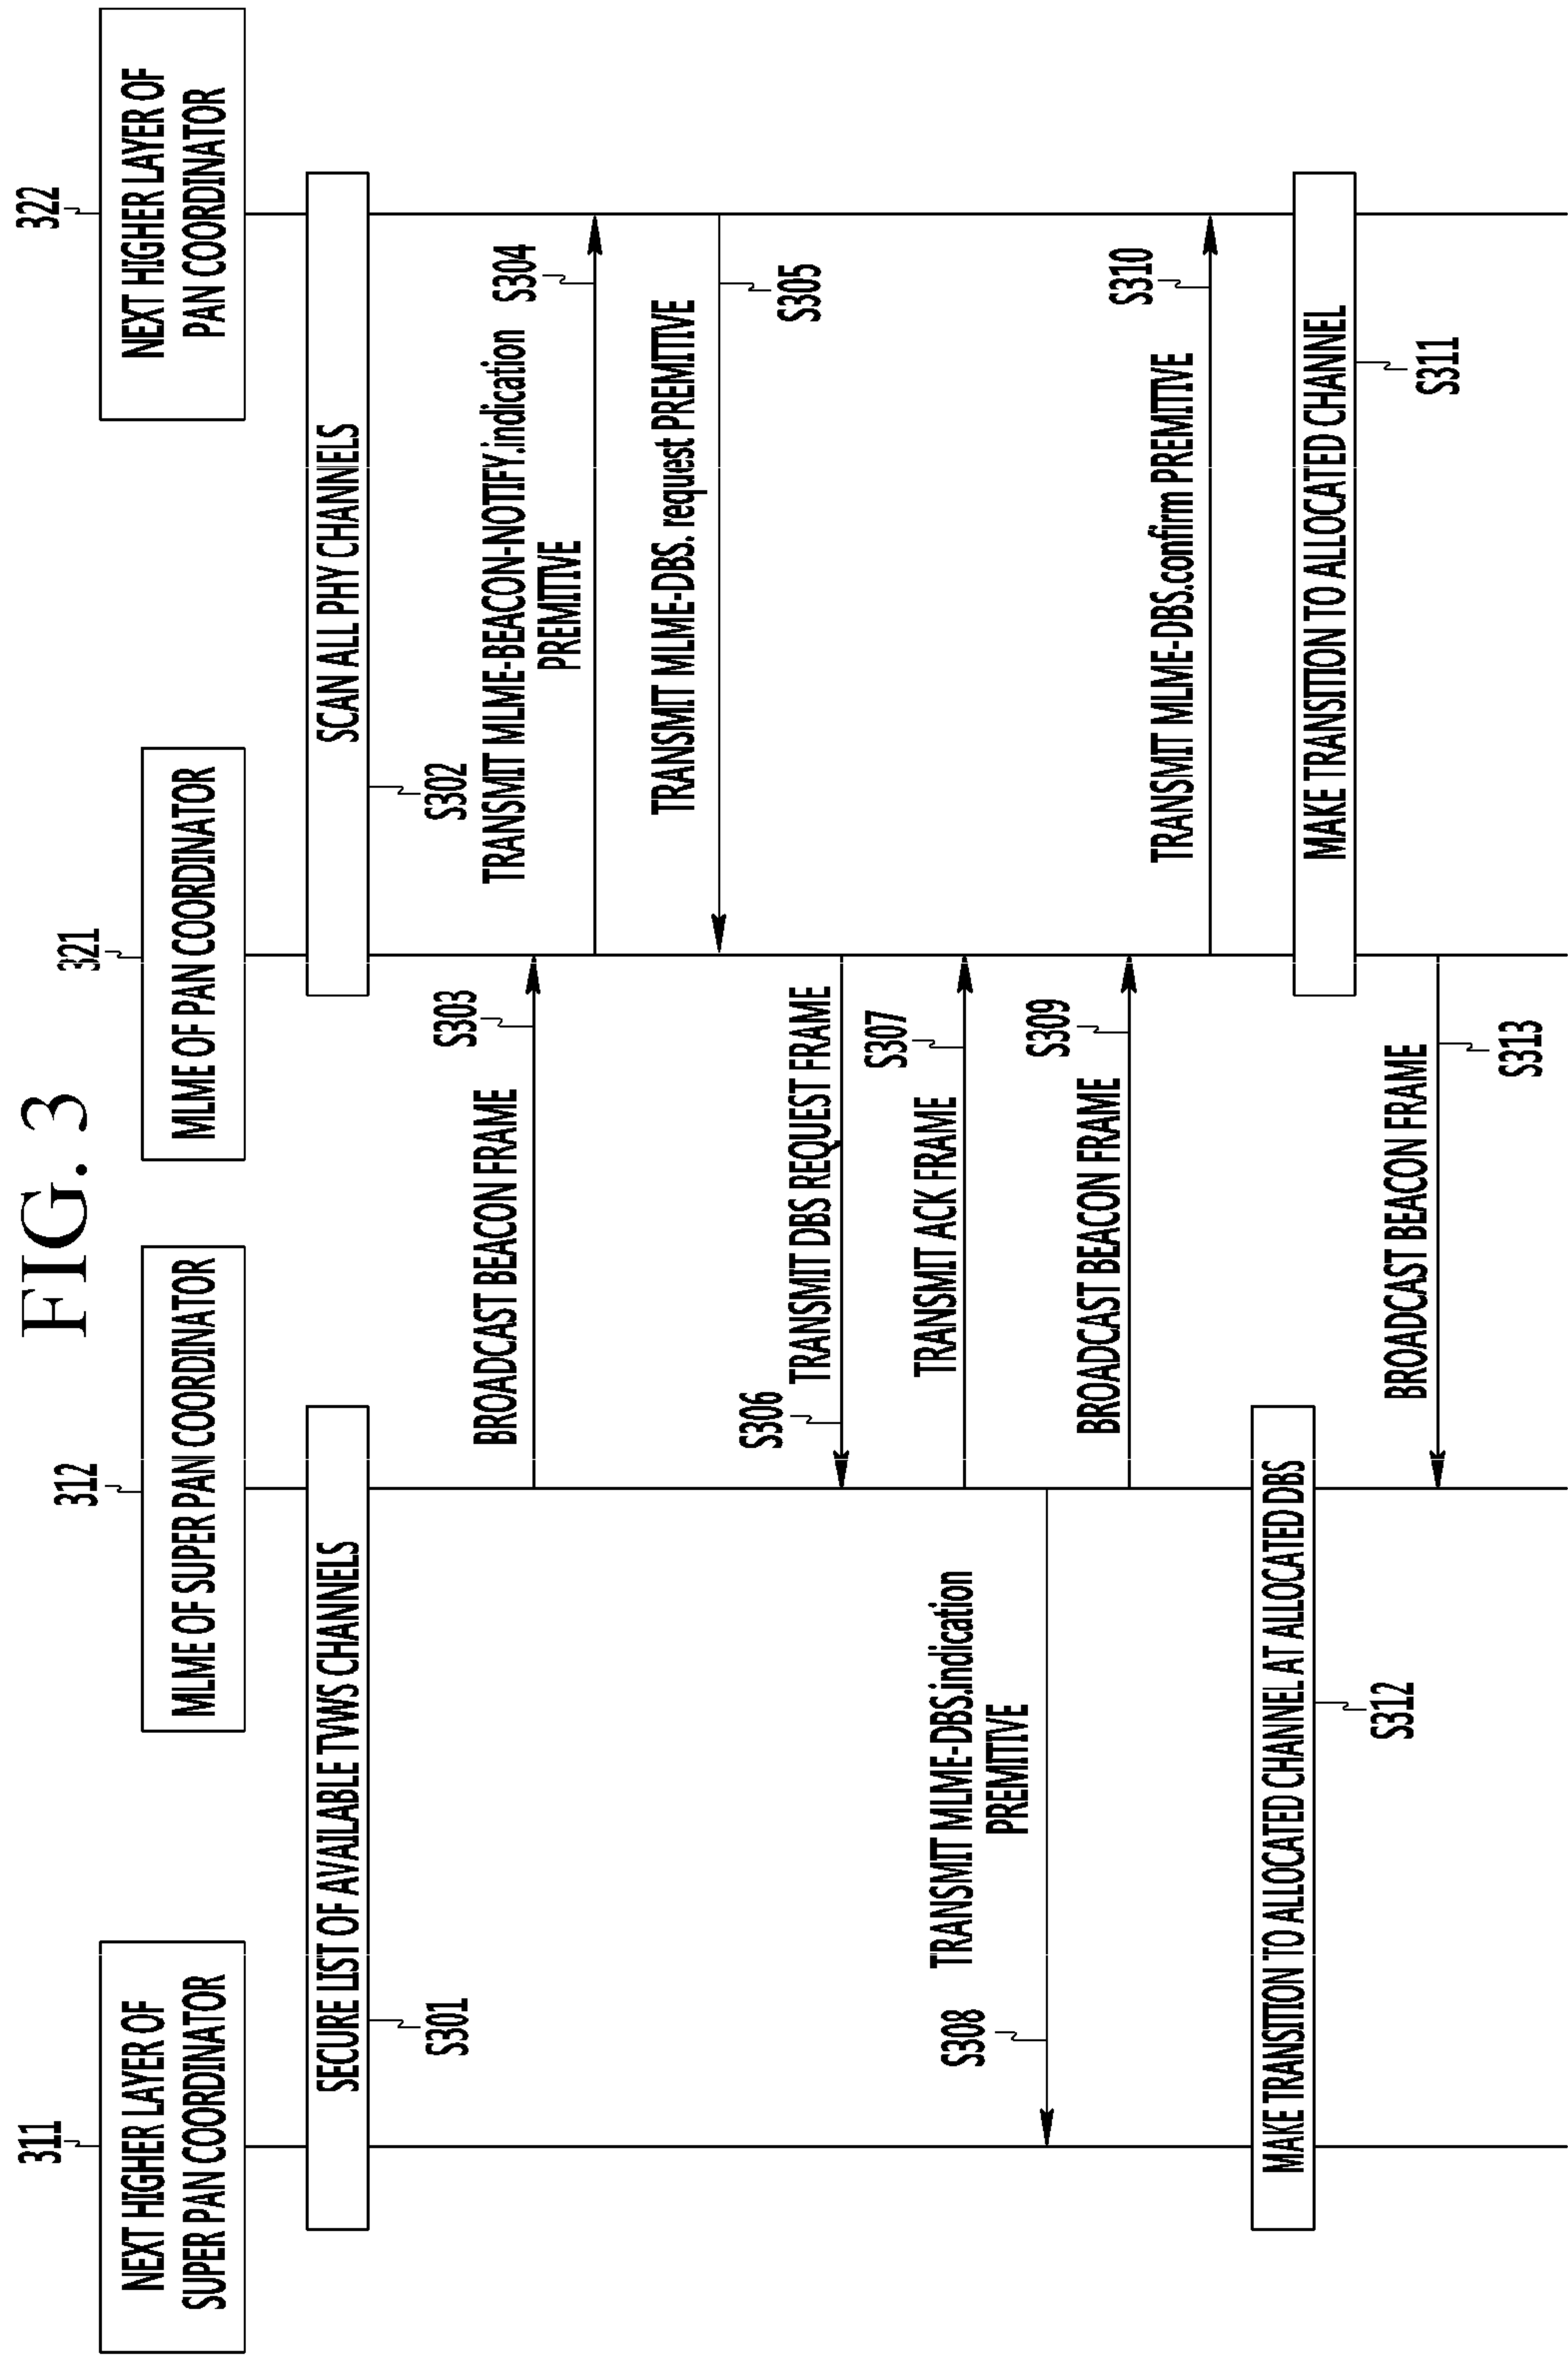 FIG. 3
311
312
321
322
NEXT HIGHER LAYER OF
SUPER PAN COORDINATOR
MLME OF SUPER PAN COORDINATOR
MLME OF PAN COORDINATOR
NEXT HIGHER LAYER OF
PAN COORDINATOR
SECURE LIST OF AVAILABLE TVWS CHANNELS
S301
SCAN ALL PHY CHANNELS
S302
BROADCAST BEACON FRAME
S303
TRANSMIT MLME-BEACON-NOTIFY.indication
PREMITIVE
S304
TRANSMIT MLME-DBS. request PREMITIVE
S305
S306
TRANSMIT DBS REQUEST FRAME
TRANSMIT ACK FRAME
S307
S308
TRANSMIT MLME-DBS.indication
PREMITIVE
BROADCAST BEACON FRAME
S309
TRANSMIT MLME-DBS.confirm PREMITIVE
S310
MAKE TRANSITION TO ALLOCATED CHANNEL AT ALLOCATED DBS
S312
MAKE TRANSITION TO ALLOCATED CHANNEL
S311
BROADCAST BEACON FRAME
S313